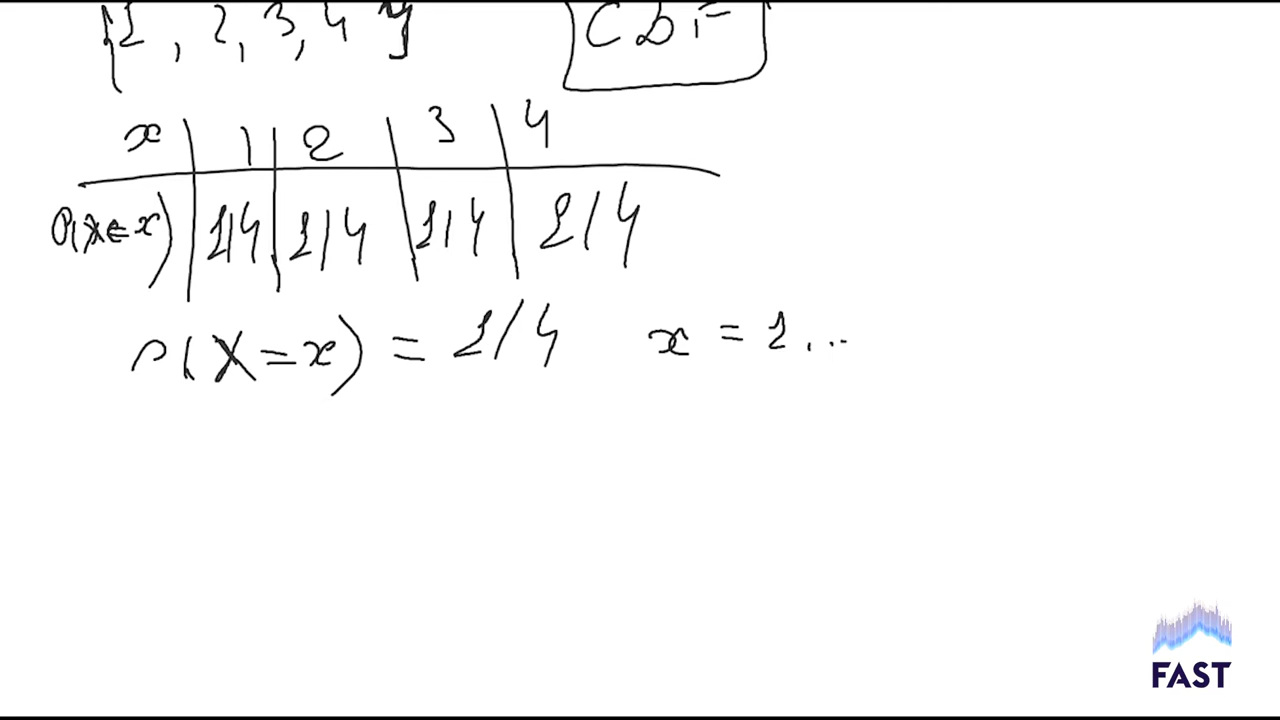 {1, 2, 3, 4} CDF
x 1 2 3 4
P(X=x) 1/4 1/4 1/4 1/4
P(X=x) = 1/4 x = 1, ...
FAST